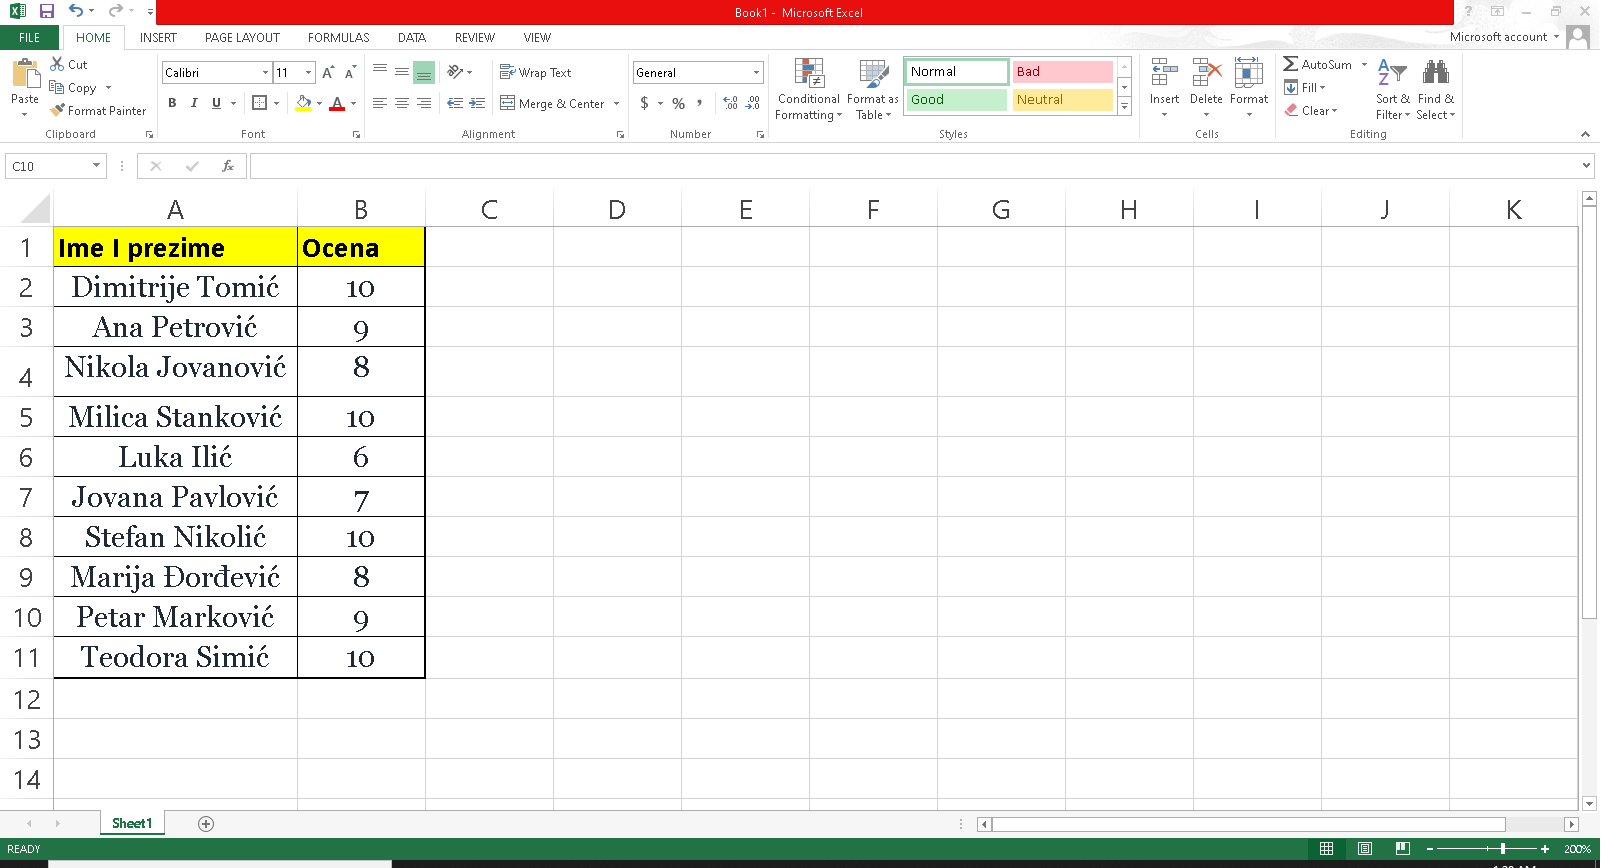 Book1 - Microsoft Excel
FILE HOME INSERT PAGE LAYOUT FORMULAS DATA REVIEW VIEW Microsoft account
Paste Cut Copy Format Painter
Calibri 11
B I U
Wrap Text
Merge & Center
General
$ % ,
Conditional Formatting Format as Table
Normal Bad
Good Neutral
Insert Delete Format
AutoSum
Fill
Clear
Sort & Filter Find & Select
Clipboard Font Alignment Number Styles Cells Editing
C10 fx
A B C D E F G H I J K
1 Ime I prezime Ocena
2 Dimitrije Tomić 10
3 Ana Petrović 9
4 Nikola Jovanović 8
5 Milica Stanković 10
6 Luka Ilić 6
7 Jovana Pavlović 7
8 Stefan Nikolić 10
9 Marija Đorđević 8
10 Petar Marković 9
11 Teodora Simić 10
12
13
14
Sheet1
READY 200%